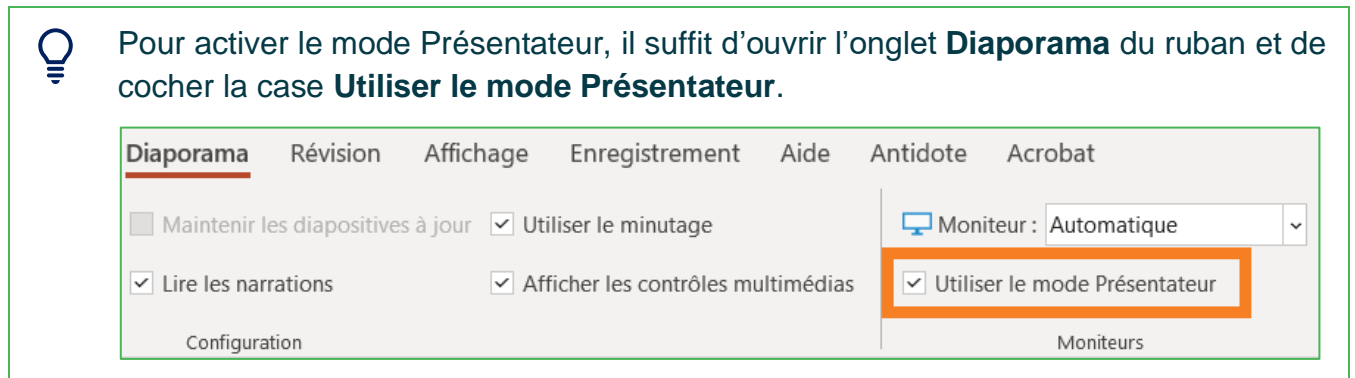 Pour activer le mode Présentateur, il suffit d’ouvrir l’onglet Diaporama du ruban et de
cocher la case Utiliser le mode Présentateur.
Diaporama Révision Affichage Enregistrement Aide Antidote Acrobat
Maintenir les diapositives à jour Utiliser le minutage Moniteur : Automatique
Lire les narrations Afficher les contrôles multimédias Utiliser le mode Présentateur
Configuration Moniteurs